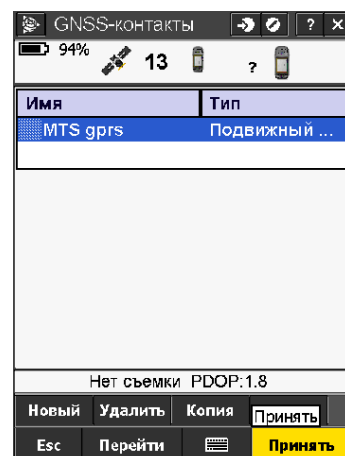 GNSS-контакты ? X
94% 13 ?
Имя Тип
MTS gprs Подвижный ...
Нет съемки PDOP:1.8
Новый Удалить Копия Принять
Esc Перейти Принять